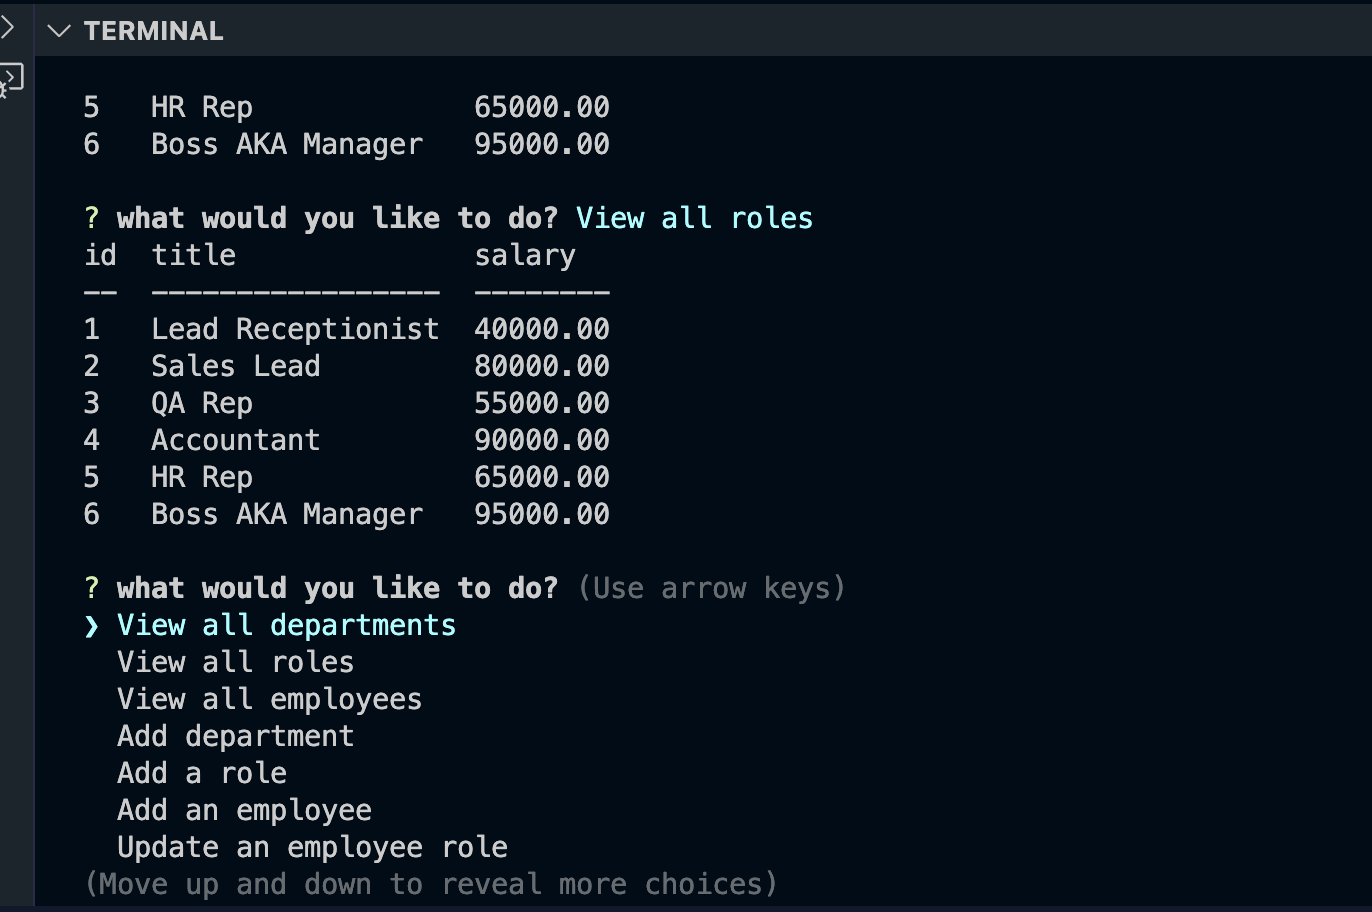 TERMINAL
5 HR Rep 65000.00
6 Boss AKA Manager 95000.00
? what would you like to do? View all roles
id title salary
-- ----------------- --------
1 Lead Receptionist 40000.00
2 Sales Lead 80000.00
3 QA Rep 55000.00
4 Accountant 90000.00
5 HR Rep 65000.00
6 Boss AKA Manager 95000.00
? what would you like to do? (Use arrow keys)
❯ View all departments
View all roles
View all employees
Add department
Add a role
Add an employee
Update an employee role
(Move up and down to reveal more choices)